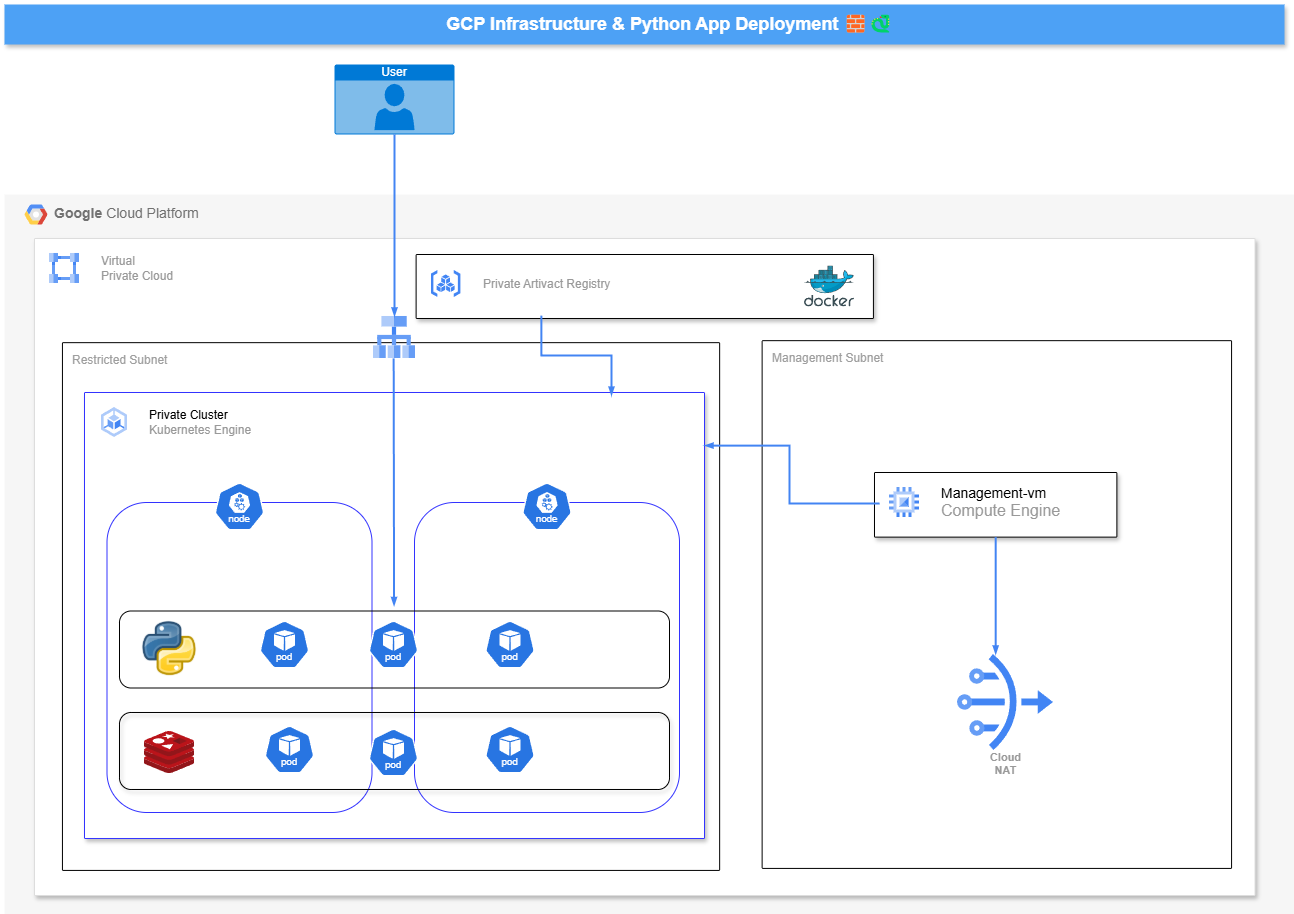 GCP Infrastructure & Python App Deployment
User
Google Cloud Platform
Virtual
Private Cloud
Private Artivact Registry
docker
Restricted Subnet
Management Subnet
Private Cluster
Kubernetes Engine
Management-vm
Compute Engine
node
node
pod
pod
pod
pod
pod
pod
Cloud
NAT